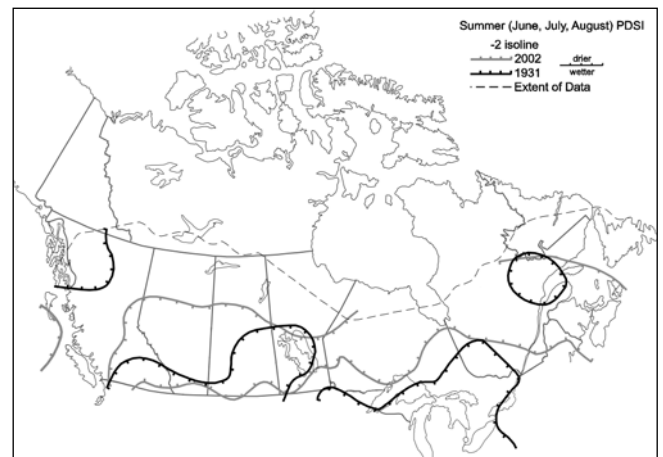 Summer (June, July, August) PDSI
-2 isoline
2002
1931
Extent of Data
drier
wetter